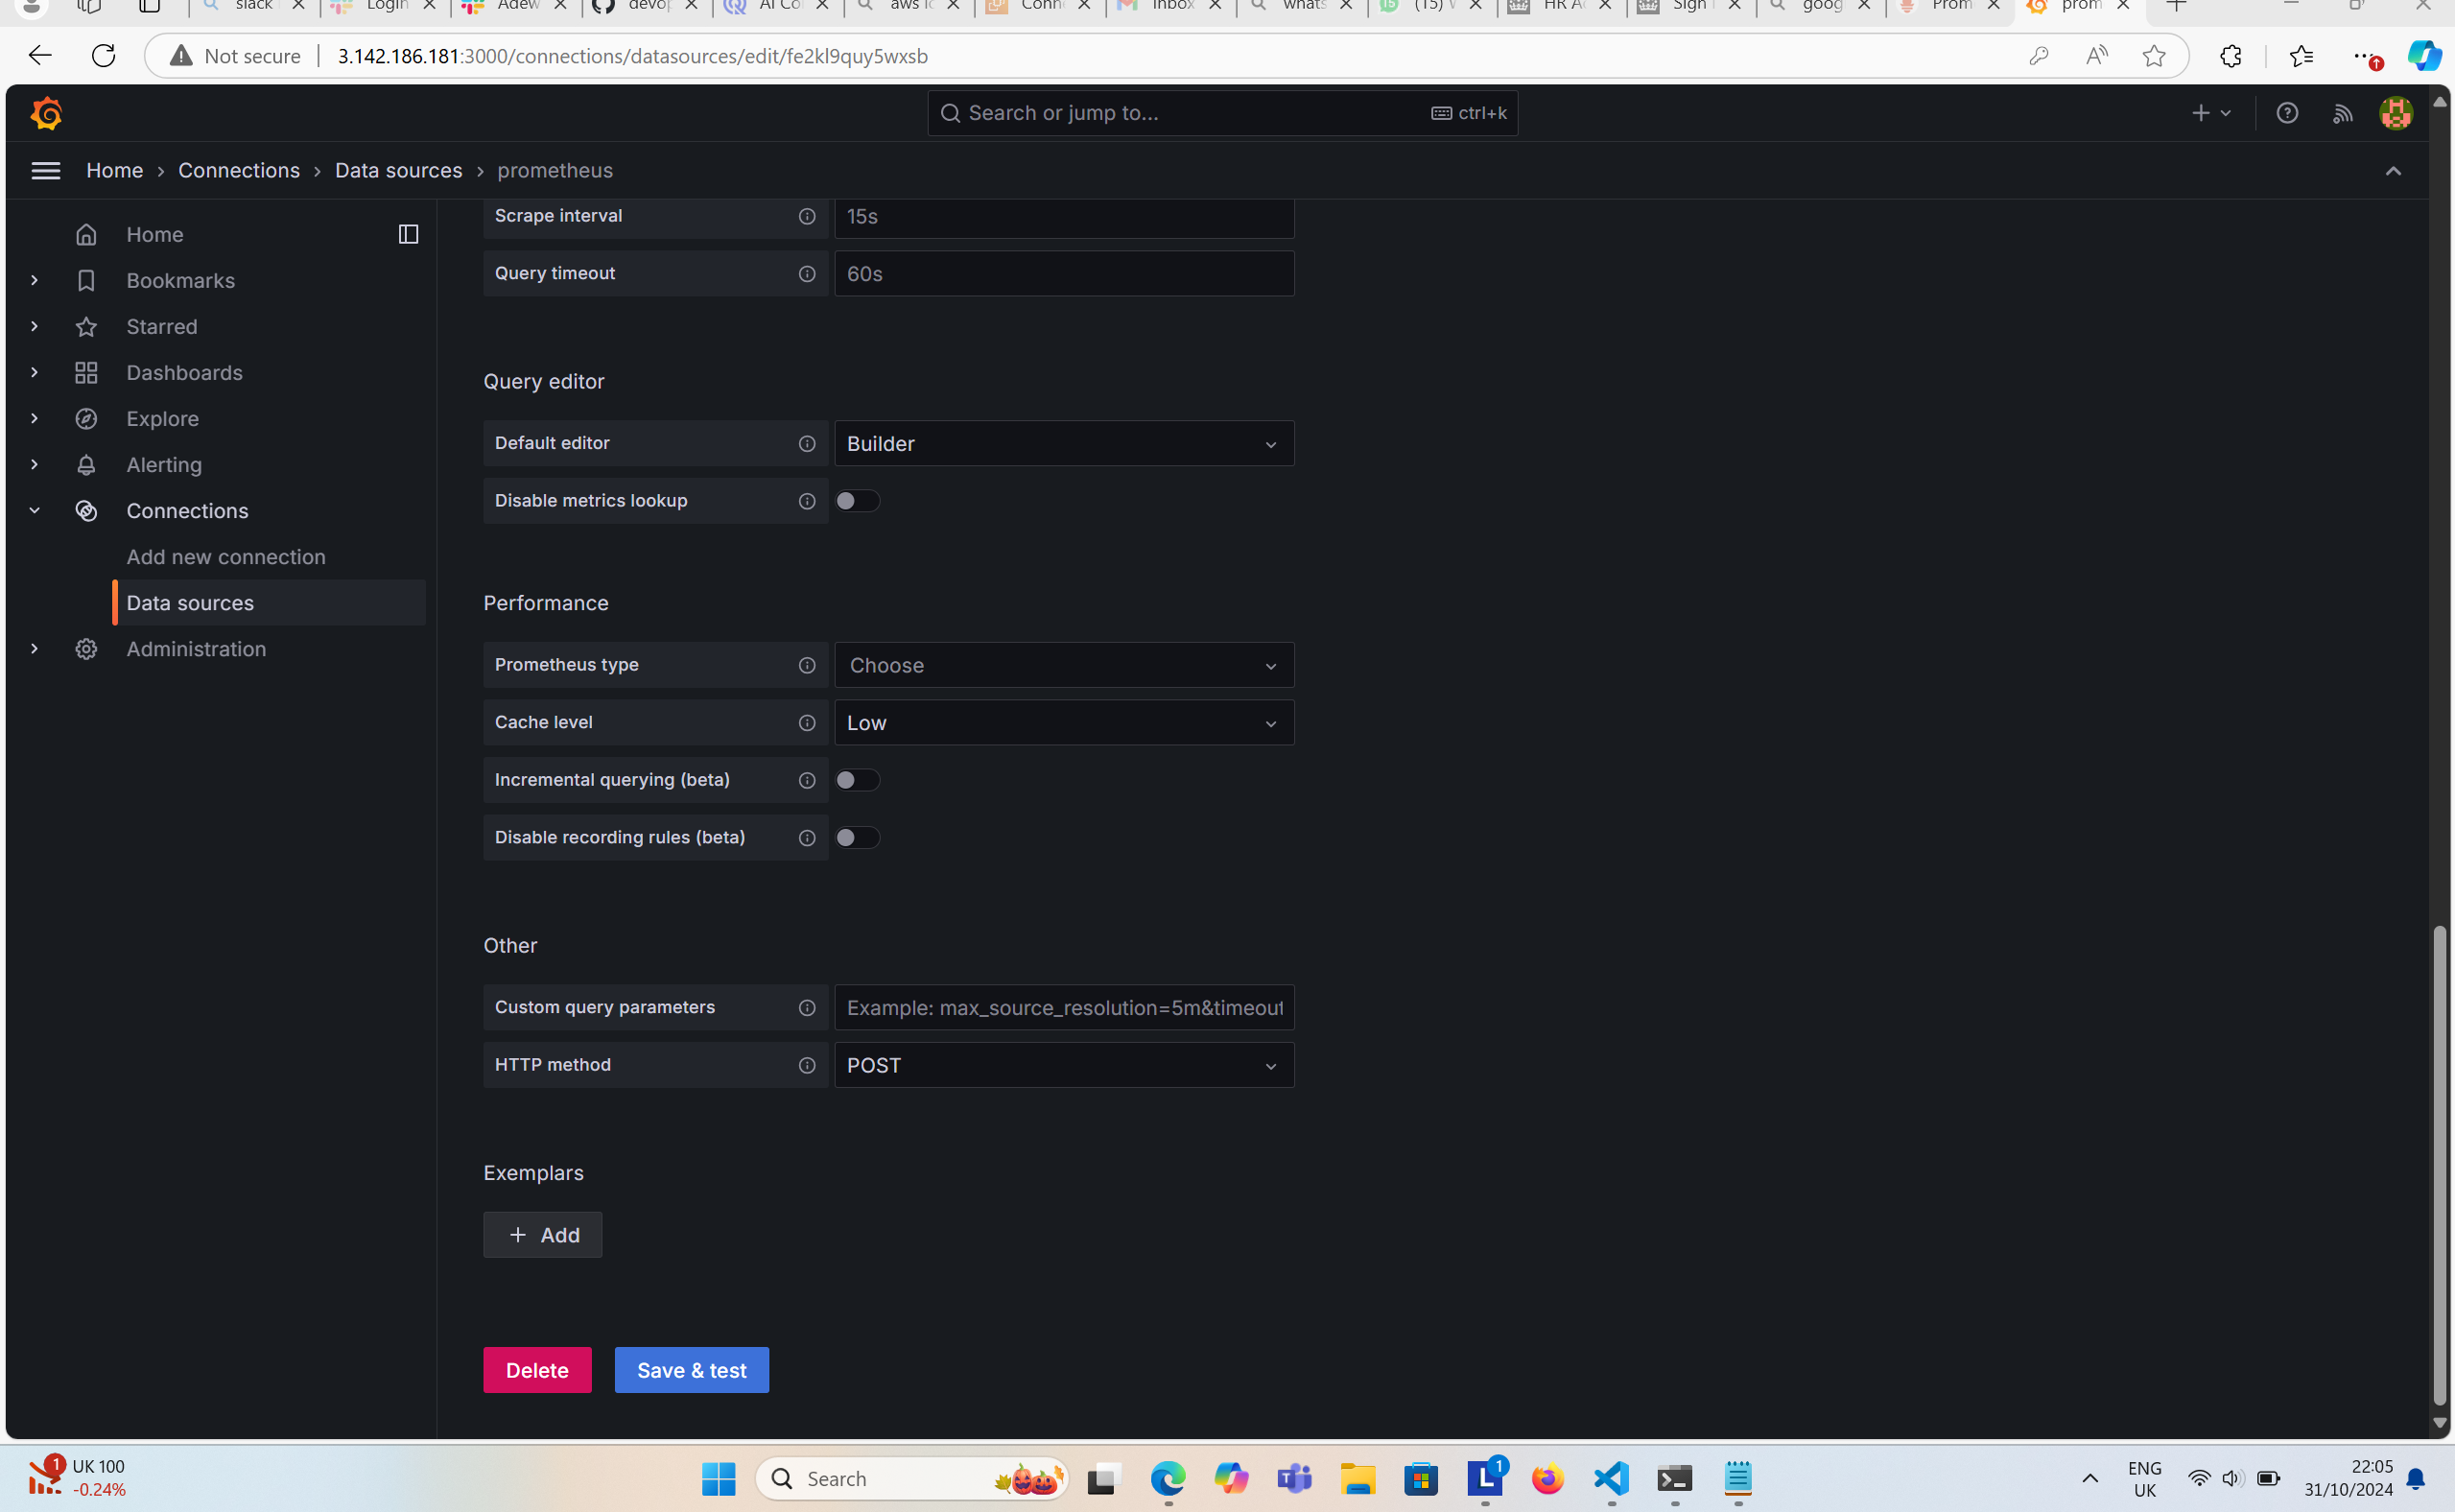 slack
Login
Adew
devop
AI Co
aws ic
Conn
Inbox
whats
(15) W
HR A
Sign
goog
Prom
prom
Not secure
3.142.186.181:3000/connections/datasources/edit/fe2kl9quy5wxsb
Search or jump to...
ctrl+k
Home › Connections › Data sources › prometheus
Home
Bookmarks
Starred
Dashboards
Explore
Alerting
Connections
Add new connection
Data sources
Administration
Scrape interval 15s
Query timeout 60s
Query editor
Default editor Builder
Disable metrics lookup
Performance
Prometheus type Choose
Cache level Low
Incremental querying (beta)
Disable recording rules (beta)
Other
Custom query parameters Example: max_source_resolution=5m&timeout
HTTP method POST
Exemplars
+ Add
Delete
Save & test
1
UK 100
-0.24%
Search
1
ENG
UK
22:05
31/10/2024